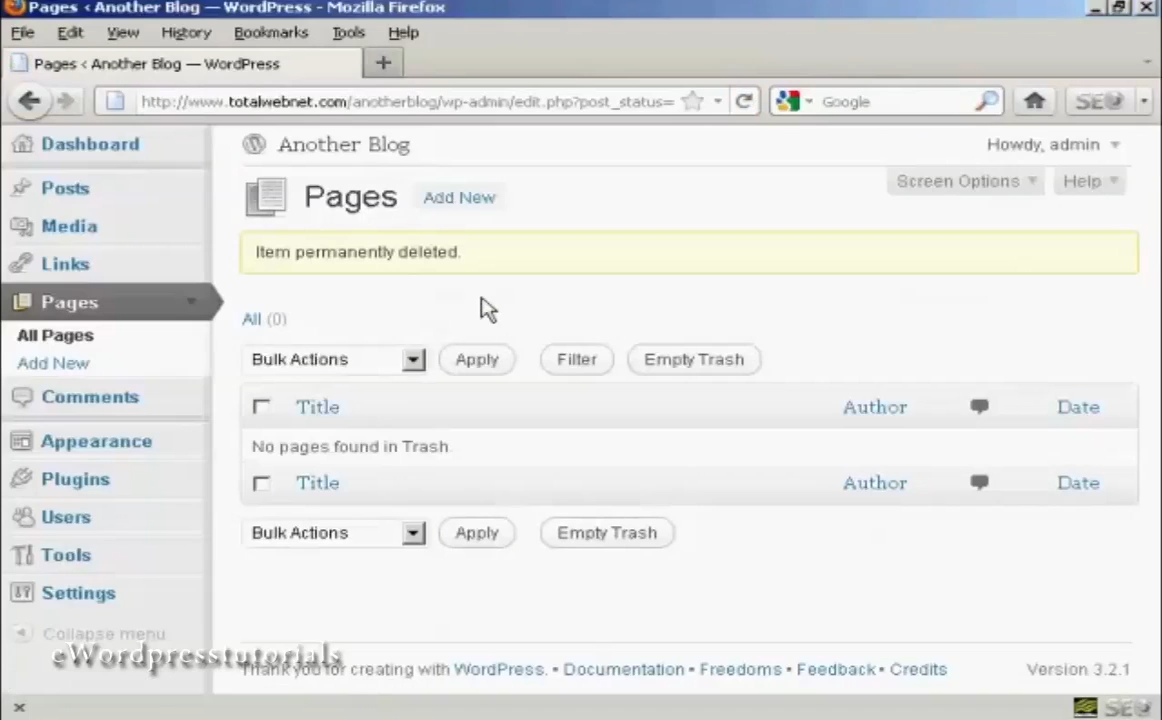 Pages ‹ Another Blog — WordPress - Mozilla Firefox
File Edit View History Bookmarks Tools Help
Pages ‹ Another Blog — WordPress
http://www.totalwebnet.com/anotherblog/wp-admin/edit.php?post_status= Google SEO
Dashboard
Posts
Media
Links
Pages
All Pages
Add New
Comments
Appearance
Plugins
Users
Tools
Settings
Collapse menu
eWordpresstutorials
Another Blog Howdy, admin
Screen Options Help
Pages Add New
Item permanently deleted.
All (0)
Bulk Actions Apply Filter Empty Trash
Title Author Date
No pages found in Trash.
Title Author Date
Bulk Actions Apply Empty Trash
Thank you for creating with WordPress. • Documentation • Freedoms • Feedback • Credits Version 3.2.1
SEO